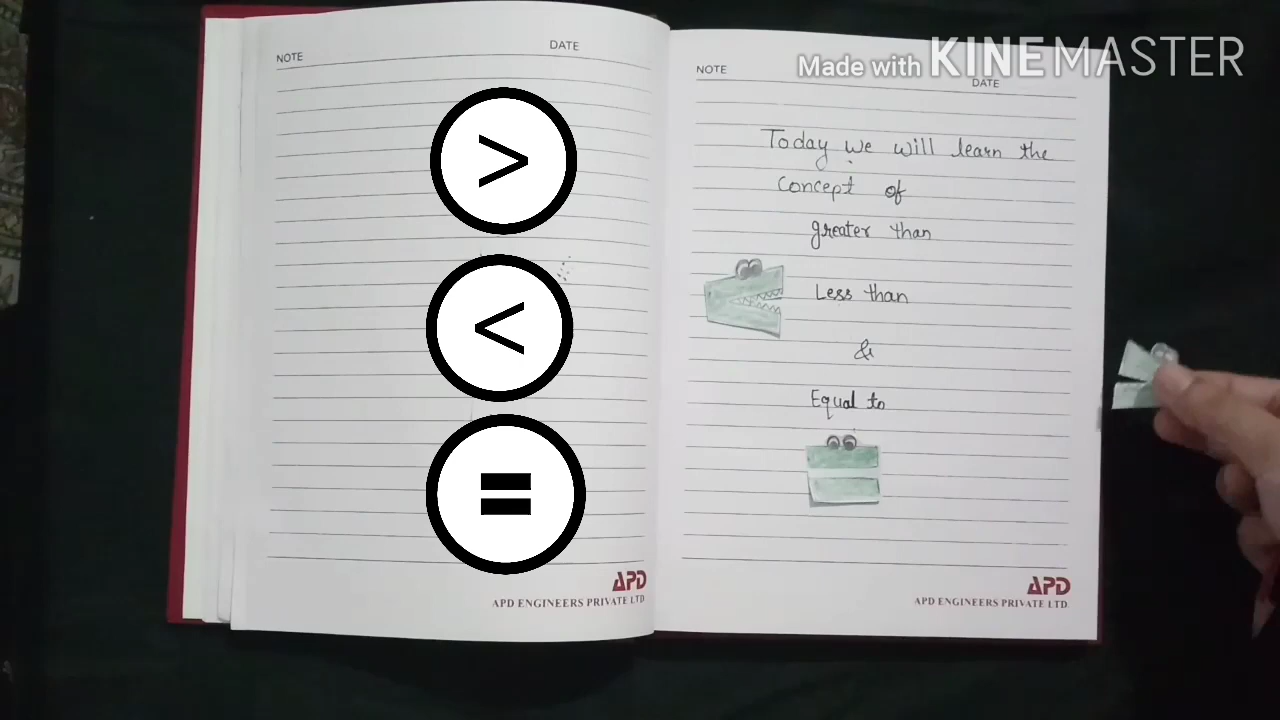 Made with KINEMASTER
NOTE
DATE
>
<
=
APD
APD ENGINEERS PRIVATE LTD
NOTE
DATE
Today we will learn the
concept of
greater than
Less than
&
Equal to
APD
APD ENGINEERS PRIVATE LTD